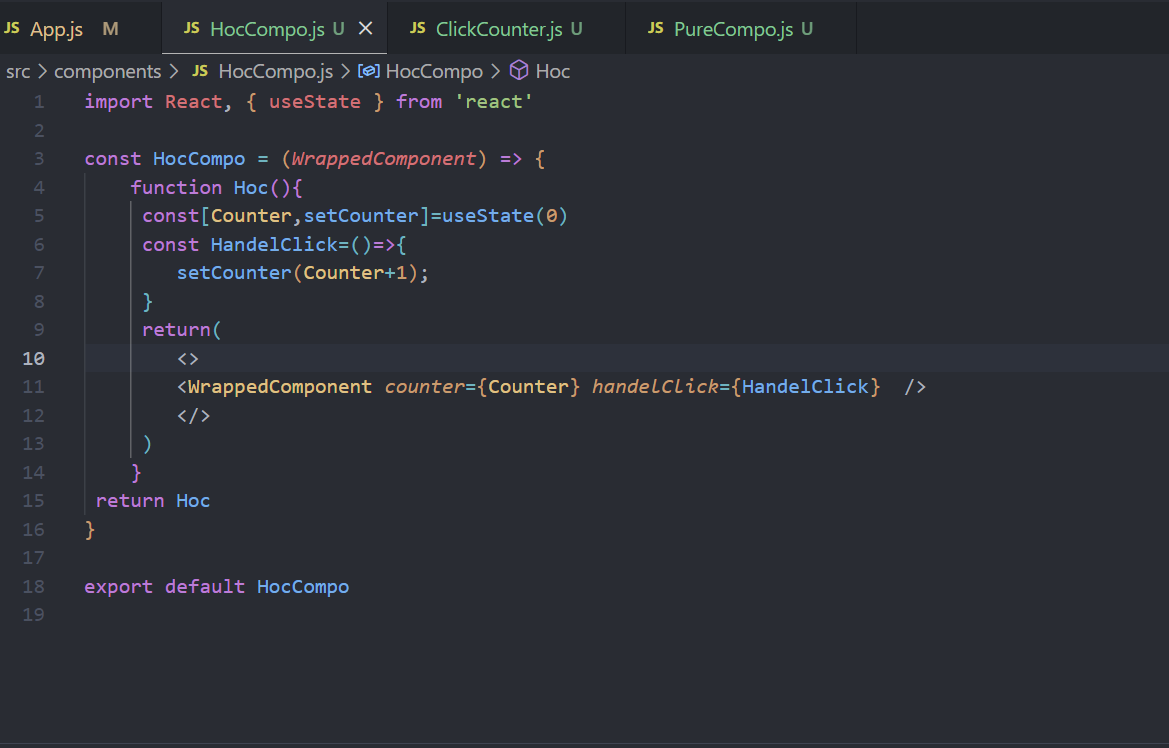 JS App.js M JS HocCompo.js U JS ClickCounter.js U JS PureCompo.js U
src > components > JS HocCompo.js > HocCompo > Hoc
1 import React, { useState } from 'react'
2
3 const HocCompo = (WrappedComponent) => {
4 function Hoc(){
5 const[Counter,setCounter]=useState(0)
6 const HandelClick=()=>{
7 setCounter(Counter+1);
8 }
9 return(
10 <>
11 <WrappedComponent counter={Counter} handelClick={HandelClick} />
12 </>
13 )
14 }
15 return Hoc
16 }
17
18 export default HocCompo
19